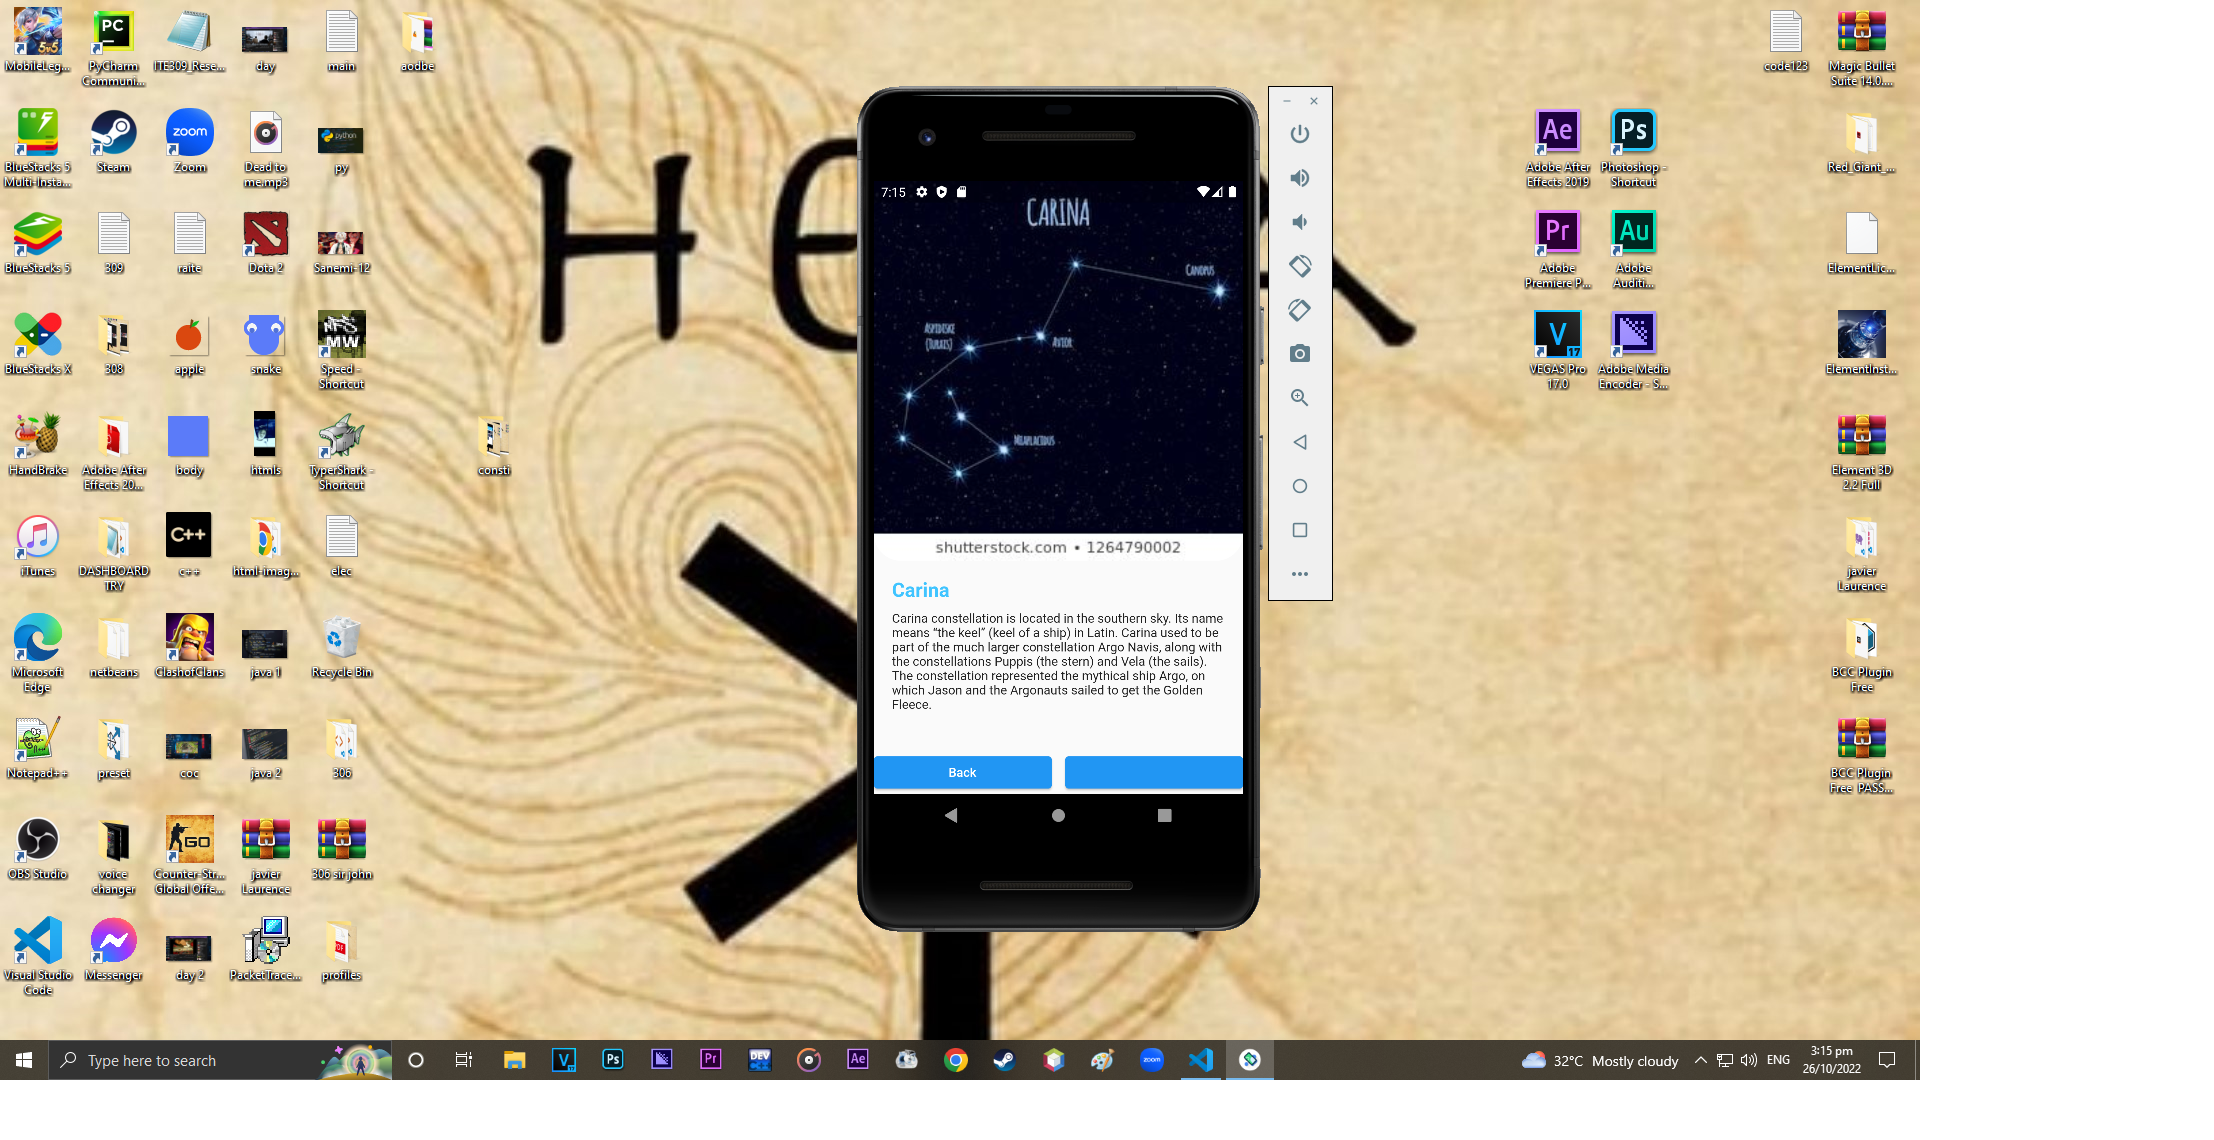 MobileLeg...
PyCharm
Communi...
ITE309_Rese...
day
main
aodbe
code123
Magic Bullet
Suite 14.0....
BlueStacks 5
Multi-Insta...
Steam
zoom
Zoom
Dead to
me.mp3
python
py
Adobe After
Effects 2019
Photoshop -
Shortcut
Red_Giant_...
BlueStacks 5
309
raite
Dota 2
Sanemi-12
Adobe
Premiere P...
Adobe
Auditi...
ElementLic...
BlueStacks X
308
apple
snake
Speed -
Shortcut
VEGAS Pro
17.0
Adobe Media
Encoder - S...
ElementInst...
HandBrake
Adobe After
Effects 20...
body
htmls
TyperShark -
Shortcut
consti
Element 3D
2.2 Full
iTunes
DASHBOARD
TRY
C++
c++
html-imag...
elec
javier
Laurence
Microsoft
Edge
netbeans
ClashofClans
java 1
Recycle Bin
BCC Plugin
Free
Notepad++
preset
coc
java 2
306
BCC Plugin
Free_PASS...
OBS Studio
voice
changer
Counter-Str...
Global Offe...
javier
Laurence
306 sir john
Visual Studio
Code
Messenger
day 2
PacketTrace...
profiles
7:15
CARINA
CANOPUS
ASPIDISKE
(TURAIS)
AVIOR
MIAPLACIDUS
shutterstock.com • 1264790002
Carina
Carina constellation is located in the southern sky. Its name
means “the keel” (keel of a ship) in Latin. Carina used to be
part of the much larger constellation Argo Navis, along with
the constellations Puppis (the stern) and Vela (the sails).
The constellation represented the mythical ship Argo, on
which Jason and the Argonauts sailed to get the Golden
Fleece.
Back
Type here to search
32°C Mostly cloudy
ENG
3:15 pm
26/10/2022